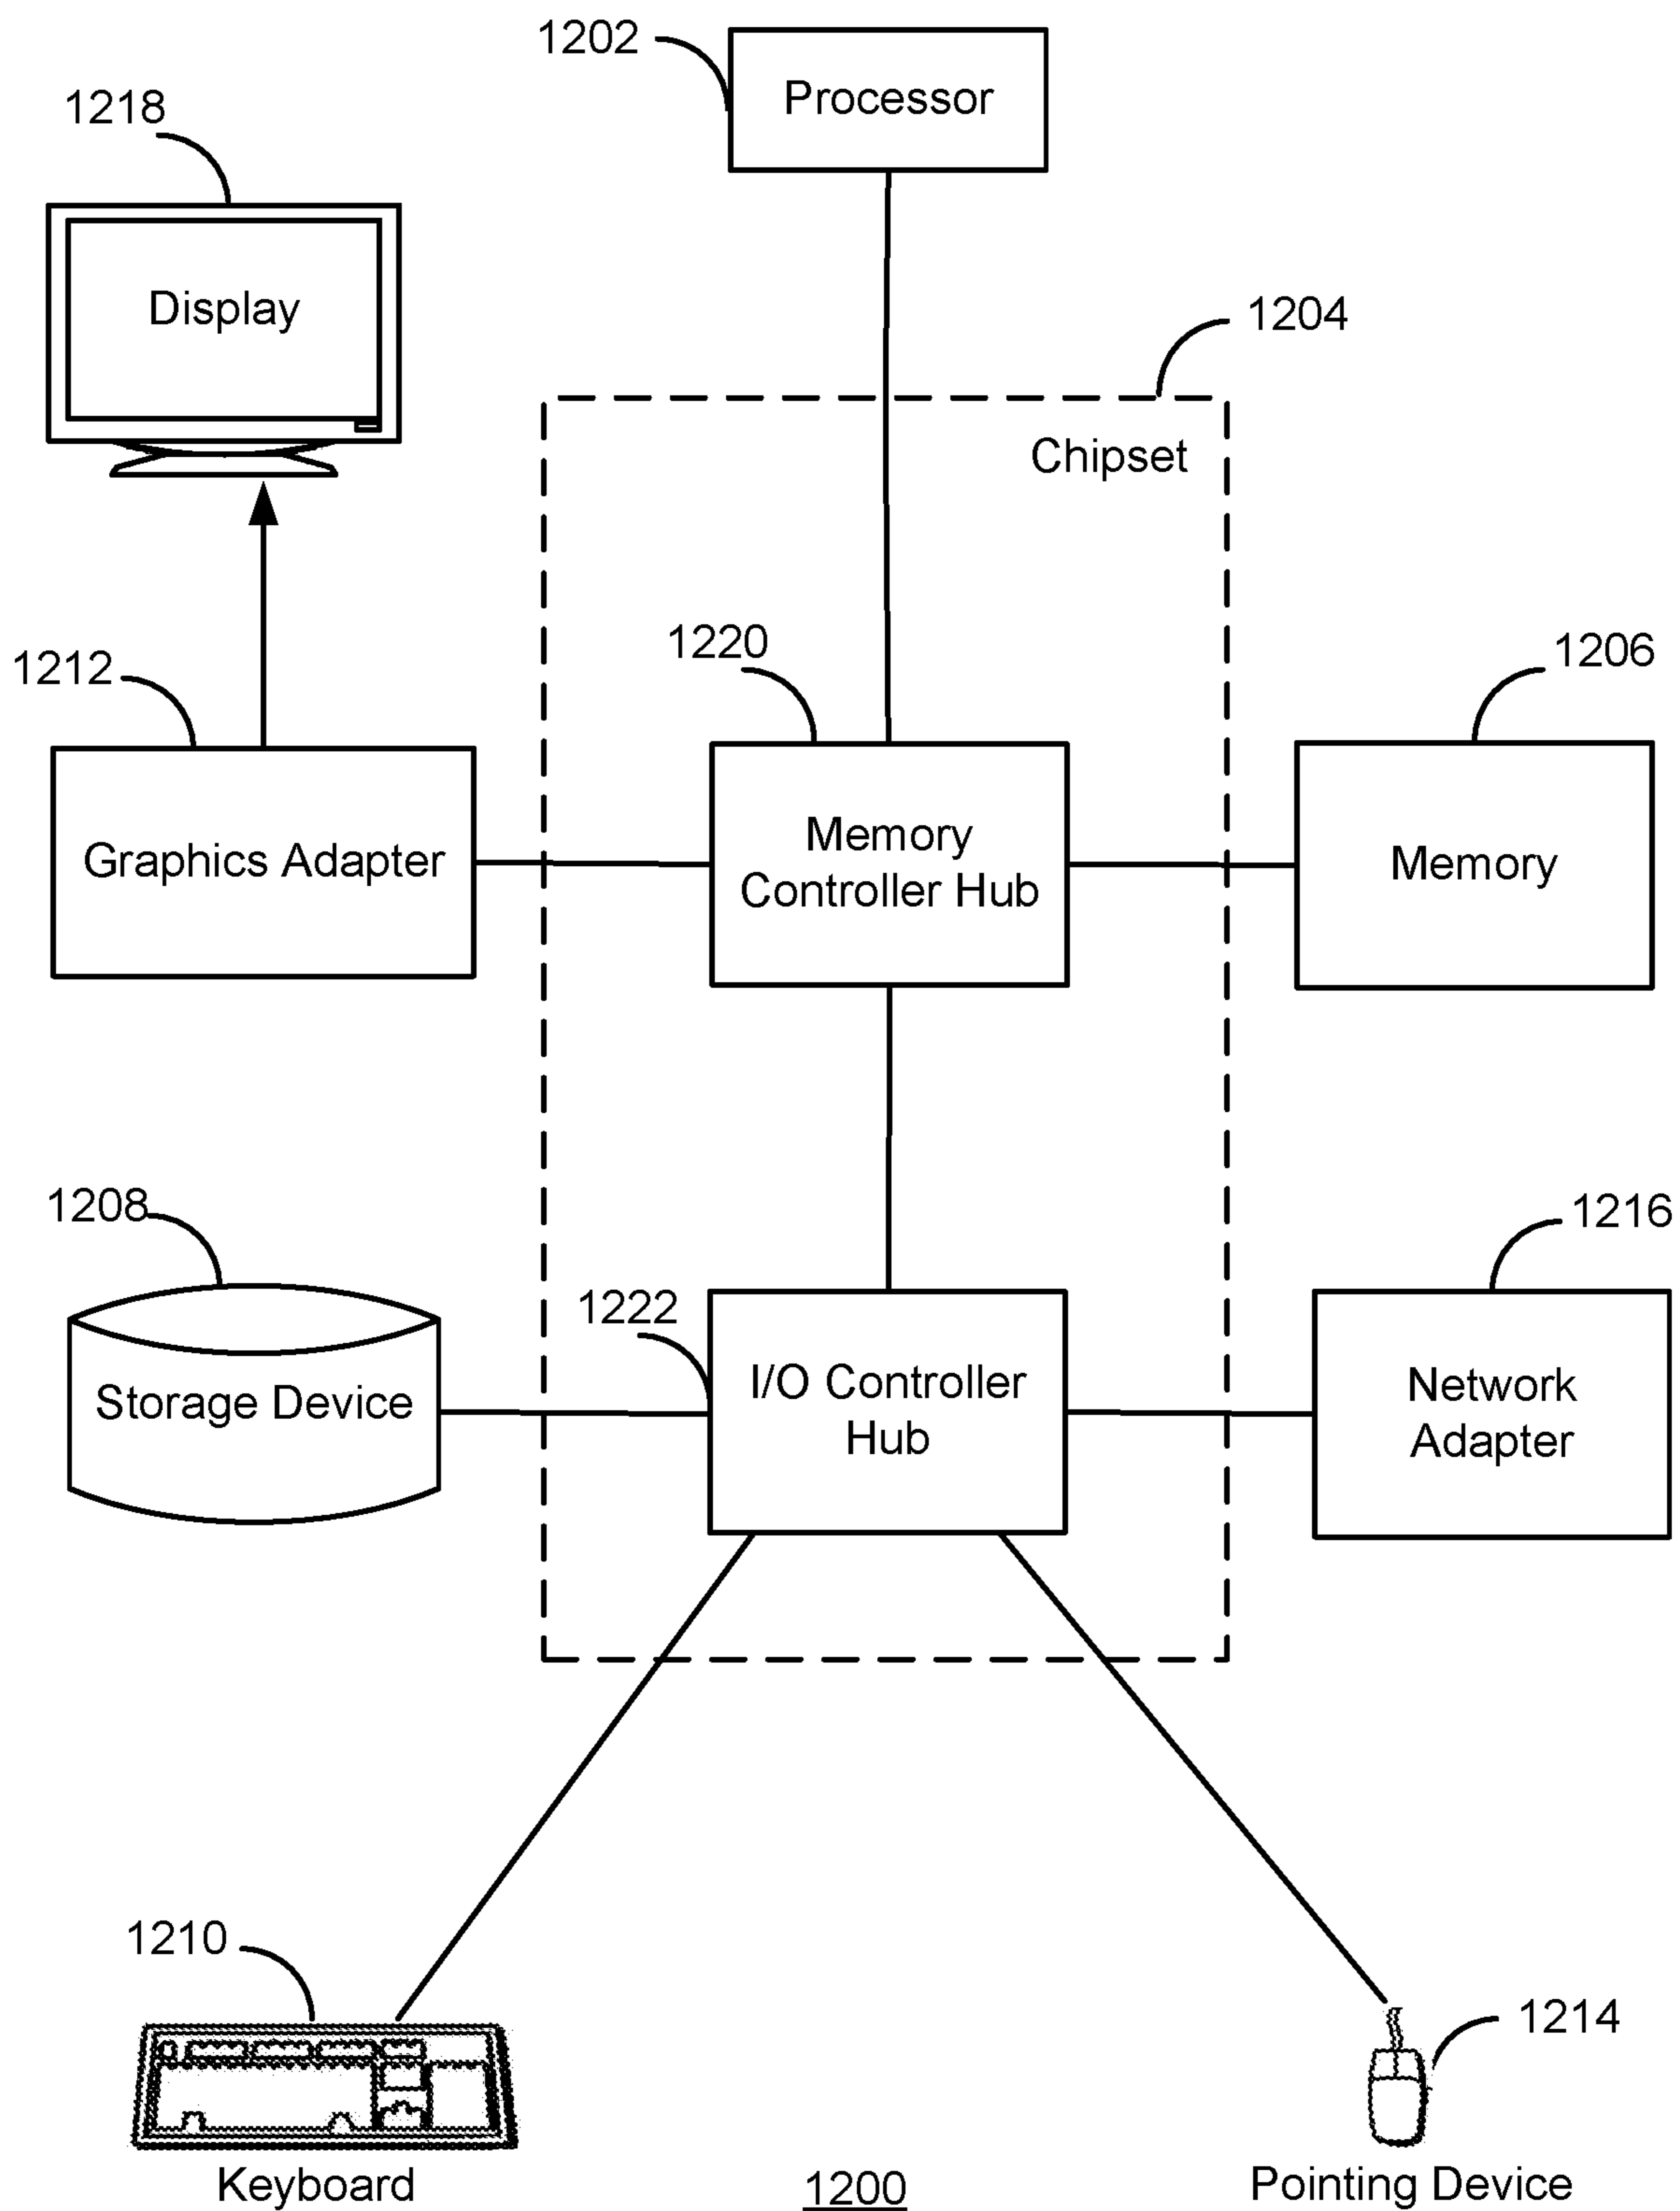 1202
Processor
1218
Display
1204
Chipset
1220
1212
1206
Graphics Adapter
Memory
Controller Hub
Memory
1208
1216
1222
Storage Device
I/O Controller
Hub
Network
Adapter
1210
1214
Keyboard
1200
Pointing Device